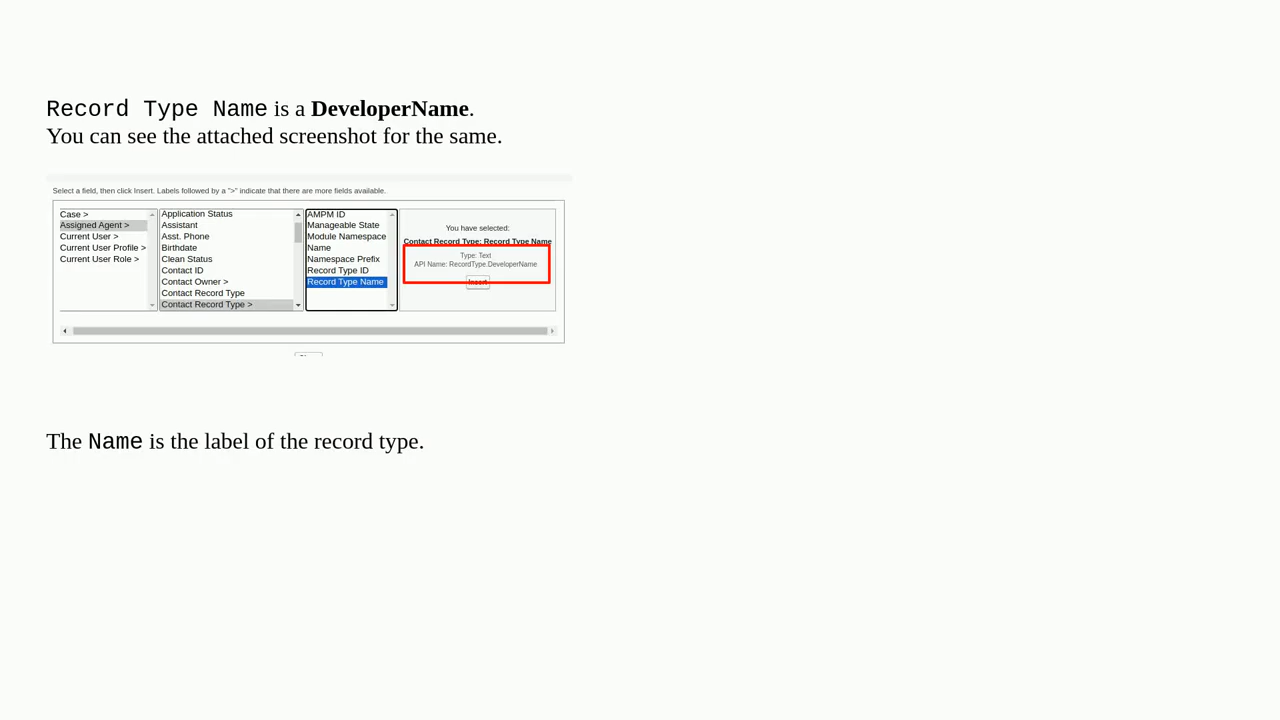 Record Type Name is a DeveloperName.
You can see the attached screenshot for the same.
Select a field, then click Insert. Labels followed by a ">" indicate that there are more fields available.
Case >
Assigned Agent >
Current User >
Current User Profile >
Current User Role >
Application Status
Assistant
Asst. Phone
Birthdate
Clean Status
Contact ID
Contact Owner >
Contact Record Type
Contact Record Type >
AMPM ID
Manageable State
Module Namespace
Name
Namespace Prefix
Record Type ID
Record Type Name
You have selected:
Contact Record Type: Record Type Name
Type: Text
API Name: RecordType.DeveloperName
Insert
The Name is the label of the record type.